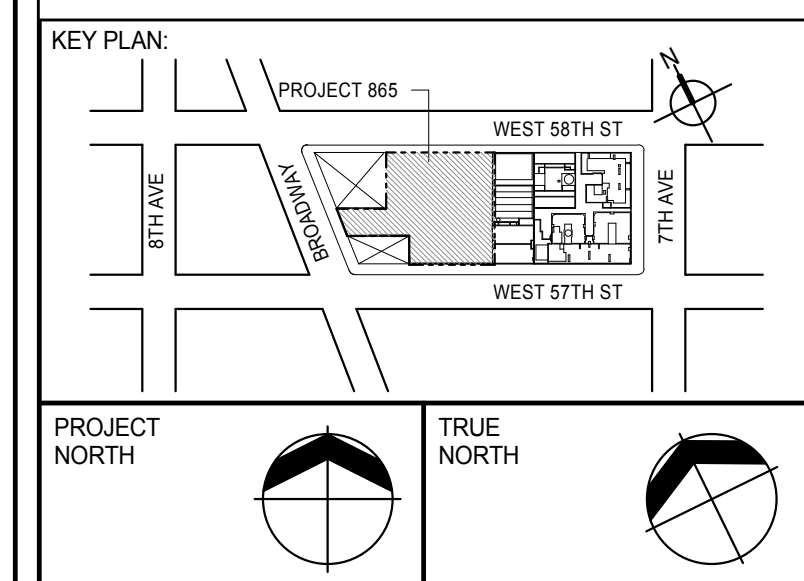 KEY PLAN:
N
PROJECT 865
WEST 58TH ST
8TH AVE
BROADWAY
7TH AVE
WEST 57TH ST
PROJECT
NORTH
TRUE
NORTH